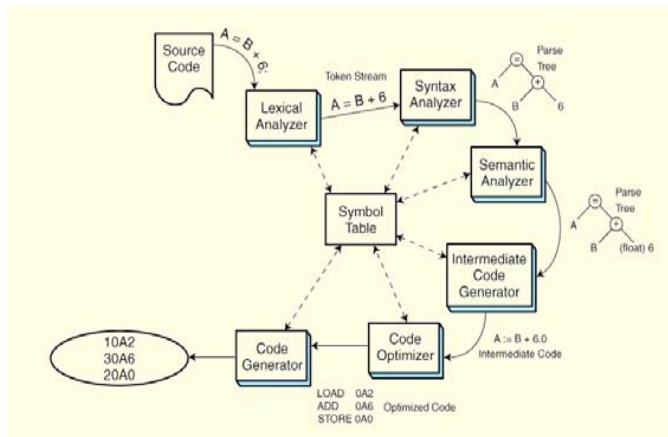 Source
Code
A = B + 6;
Lexical
Analyzer
Token Stream
A = B + 6
Syntax
Analyzer
Parse
Tree
=
A
+
B
6
Semantic
Analyzer
Parse
Tree
=
A
+
B
(float) 6
Symbol
Table
Intermediate
Code
Generator
A := B + 6.0
Intermediate Code
Code
Optimizer
LOAD 0A2
ADD 0A6 Optimized Code
STORE 0A0
Code
Generator
10A2
30A6
20A0